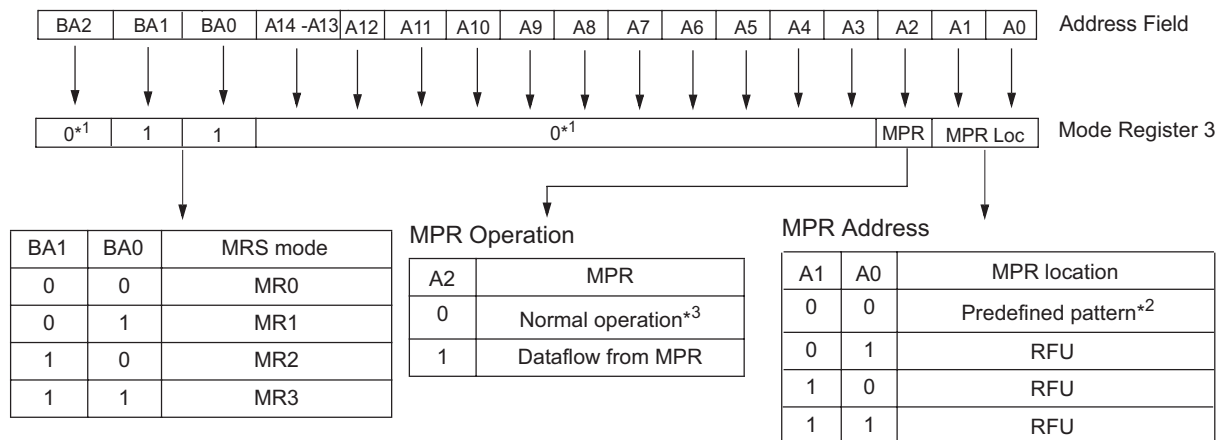 BA2 BA1 BA0 A14 -A13 A12 A11 A10 A9 A8 A7 A6 A5 A4 A3 A2 A1 A0 Address Field
0*1 1 1 0*1 MPR MPR Loc Mode Register 3
BA1 BA0 MRS mode
0 0 MR0
0 1 MR1
1 0 MR2
1 1 MR3
MPR Operation
A2 MPR
0 Normal operation*3
1 Dataflow from MPR
MPR Address
A1 A0 MPR location
0 0 Predefined pattern*2
0 1 RFU
1 0 RFU
1 1 RFU